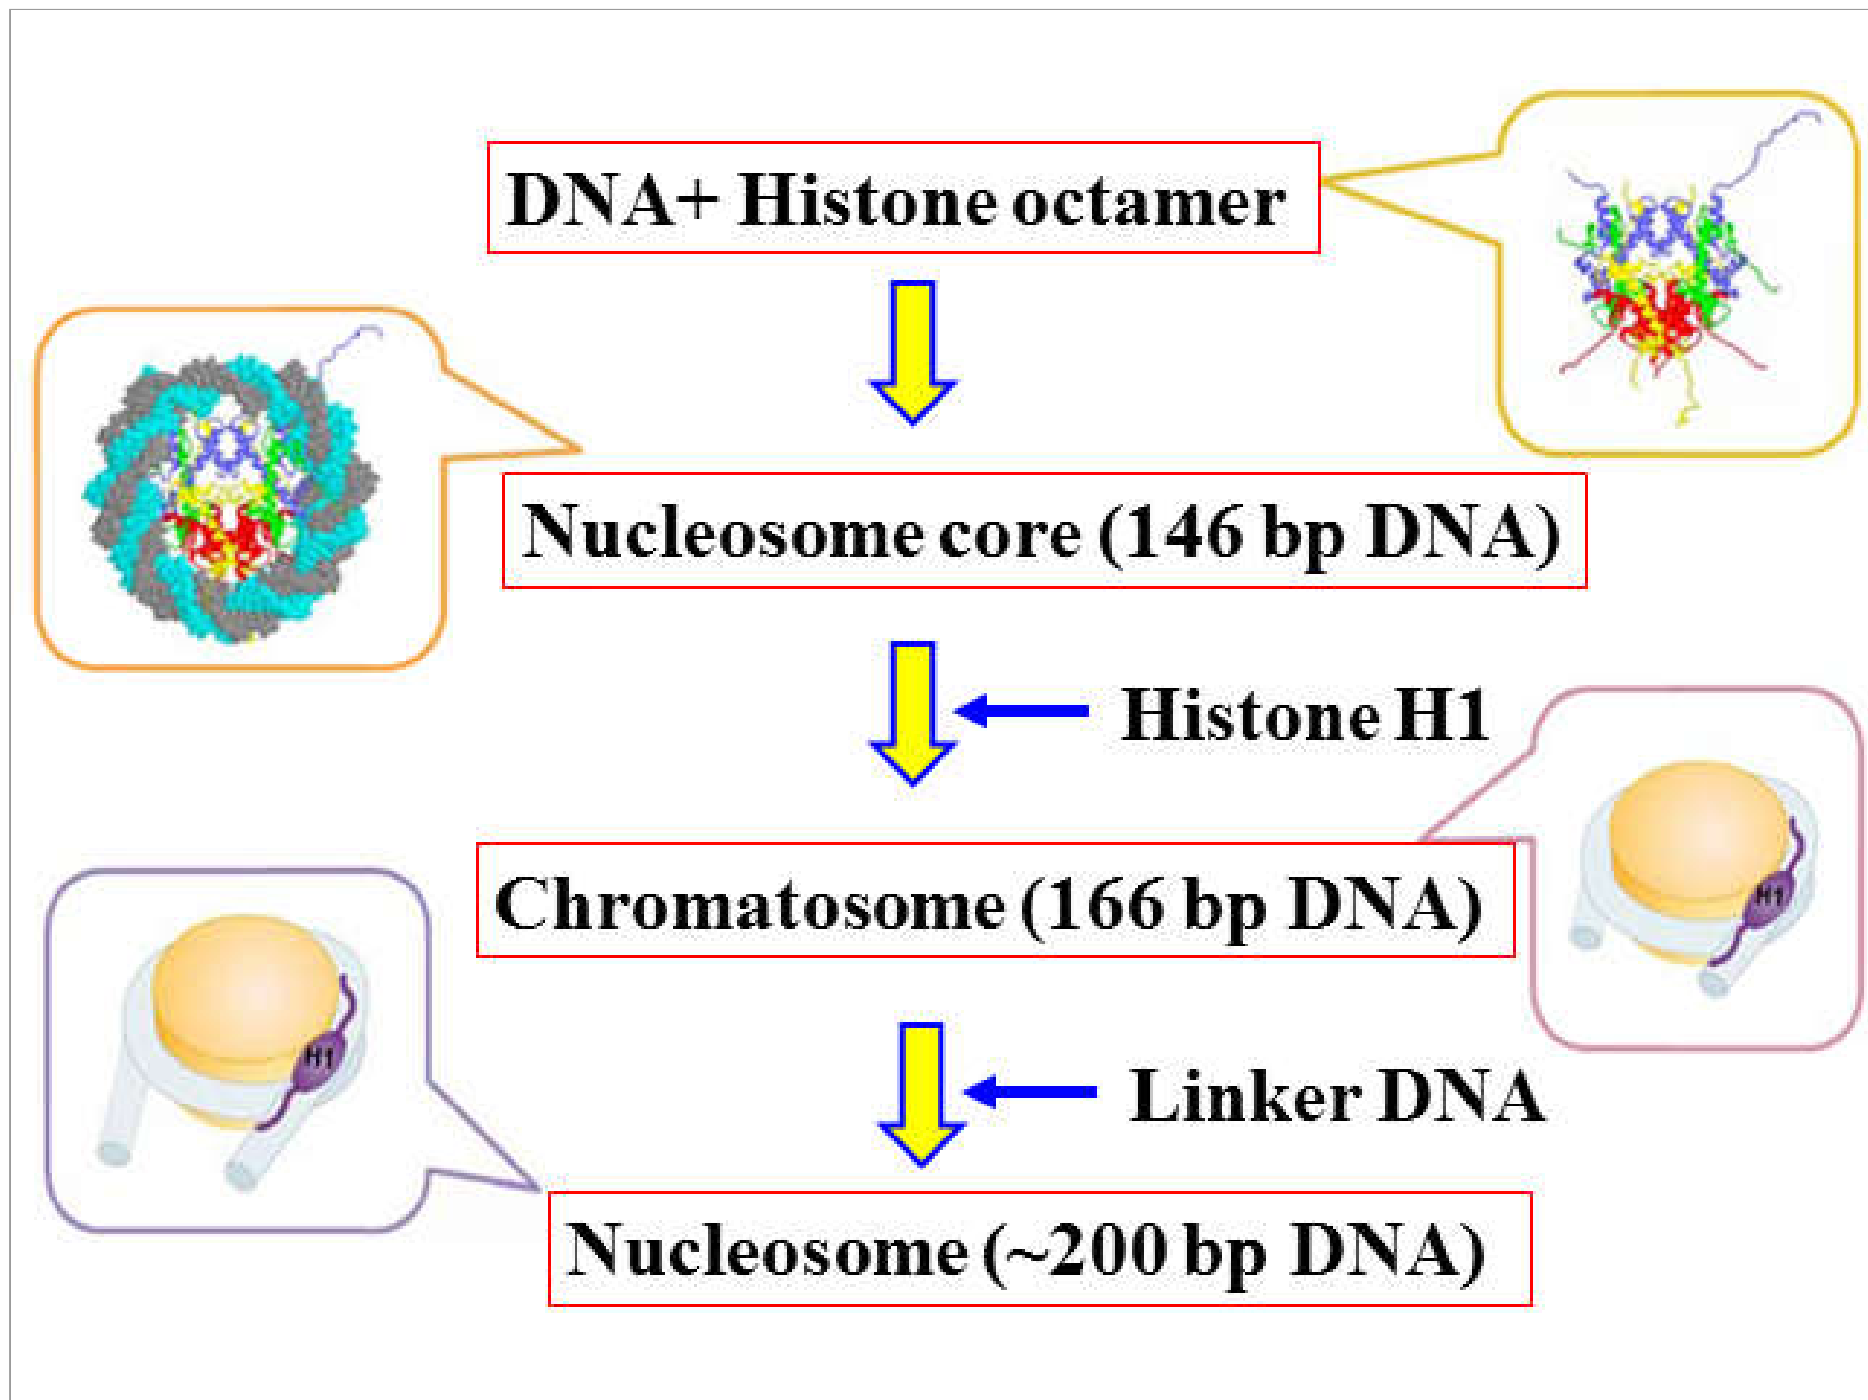 DNA+ Histone octamer
Nucleosome core (146 bp DNA)
Histone H1
Chromatosome (166 bp DNA)
H1
H1
Linker DNA
Nucleosome (~200 bp DNA)